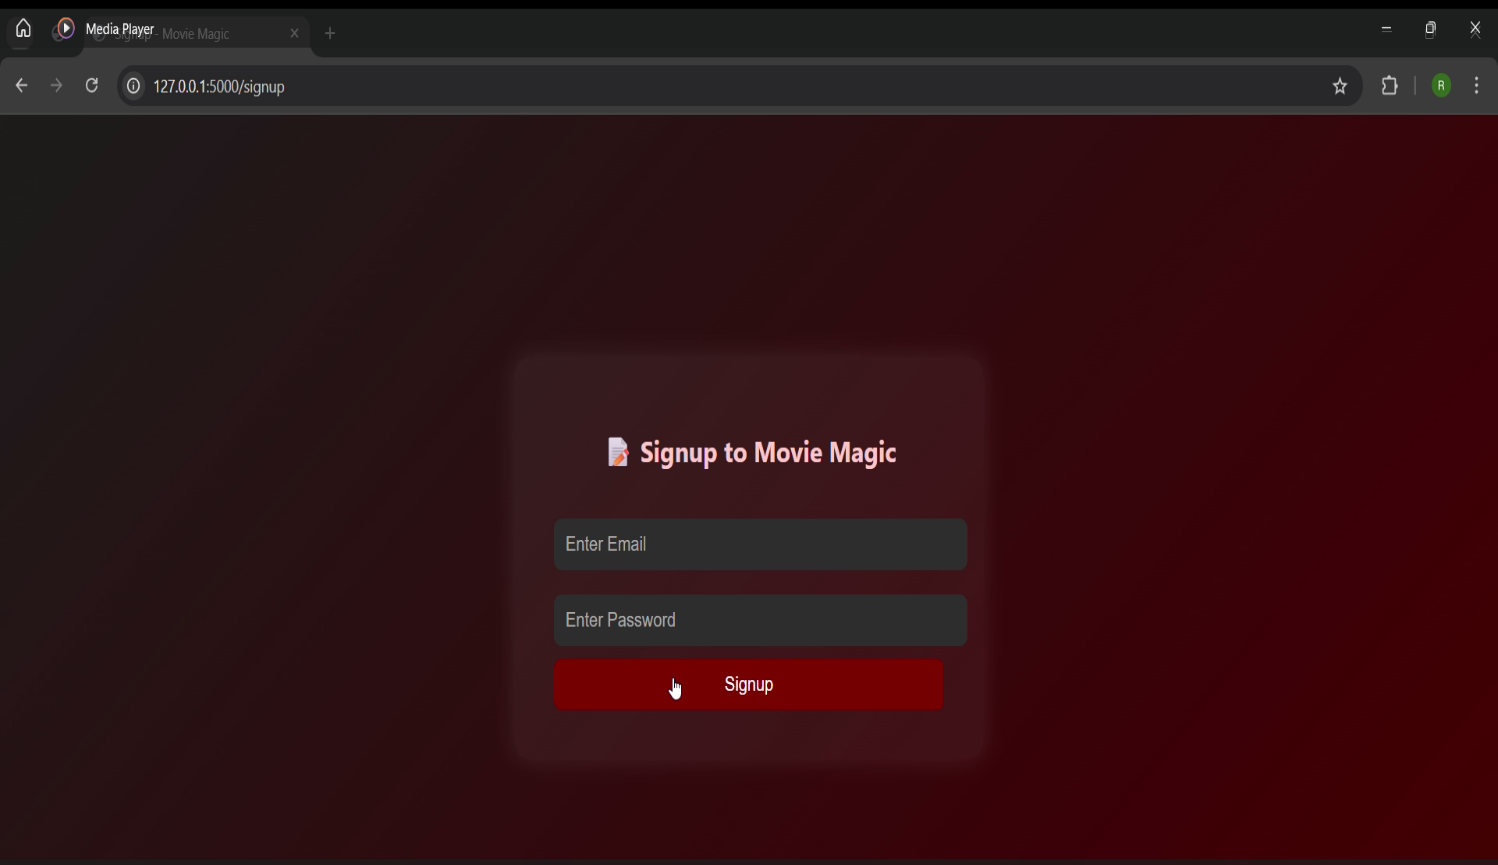 Media Player
Signup - Movie Magic
127.0.0.1:5000/signup
R
📝 Signup to Movie Magic
Enter Email
Enter Password
Signup